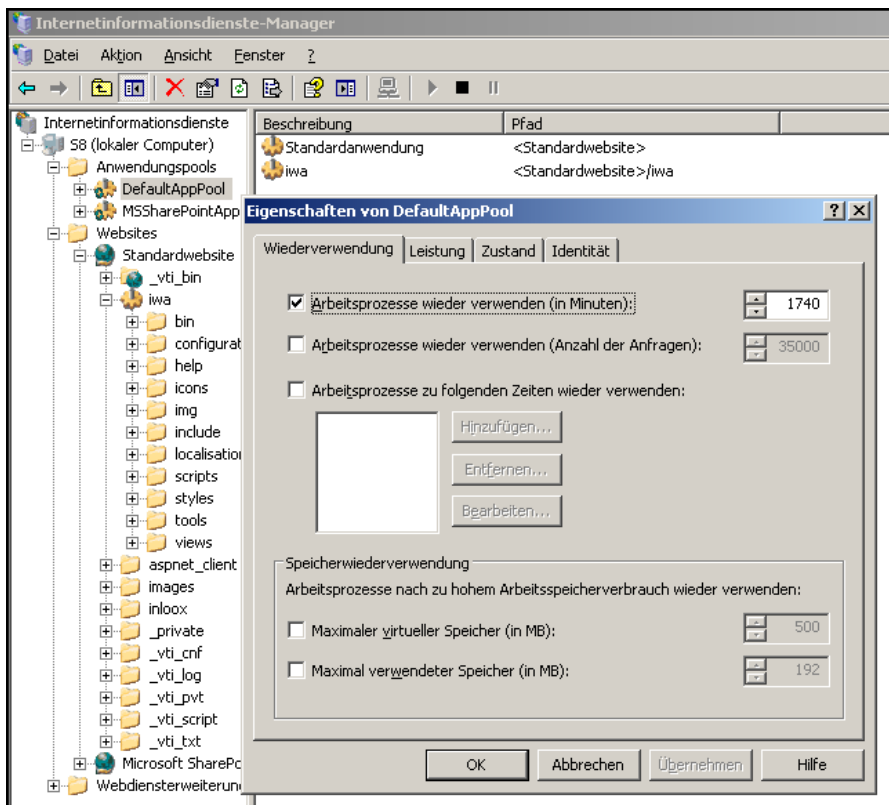 Internetinformationsdienste-Manager
Datei Aktion Ansicht Fenster ?
Internetinformationsdienste
S8 (lokaler Computer)
Anwendungspools
DefaultAppPool
MSSharePointApp
Websites
Standardwebsite
_vti_bin
iwa
bin
configurat
help
icons
img
include
localisation
scripts
styles
tools
views
aspnet_client
images
inloox
_private
_vti_cnf
_vti_log
_vti_pvt
_vti_script
_vti_txt
Microsoft SharePo
Webdiensterweiterun
Beschreibung Pfad
Standardanwendung <Standardwebsite>
iwa <Standardwebsite>/iwa
Eigenschaften von DefaultAppPool
Wiederverwendung Leistung Zustand Identität
Arbeitsprozesse wieder verwenden (in Minuten): 1740
Arbeitsprozesse wieder verwenden (Anzahl der Anfragen): 35000
Arbeitsprozesse zu folgenden Zeiten wieder verwenden:
Hinzufügen...
Entfernen...
Bearbeiten...
Speicherwiederverwendung
Arbeitsprozesse nach zu hohem Arbeitsspeicherverbrauch wieder verwenden:
Maximaler virtueller Speicher (in MB): 500
Maximal verwendeter Speicher (in MB): 192
OK Abbrechen Übernehmen Hilfe